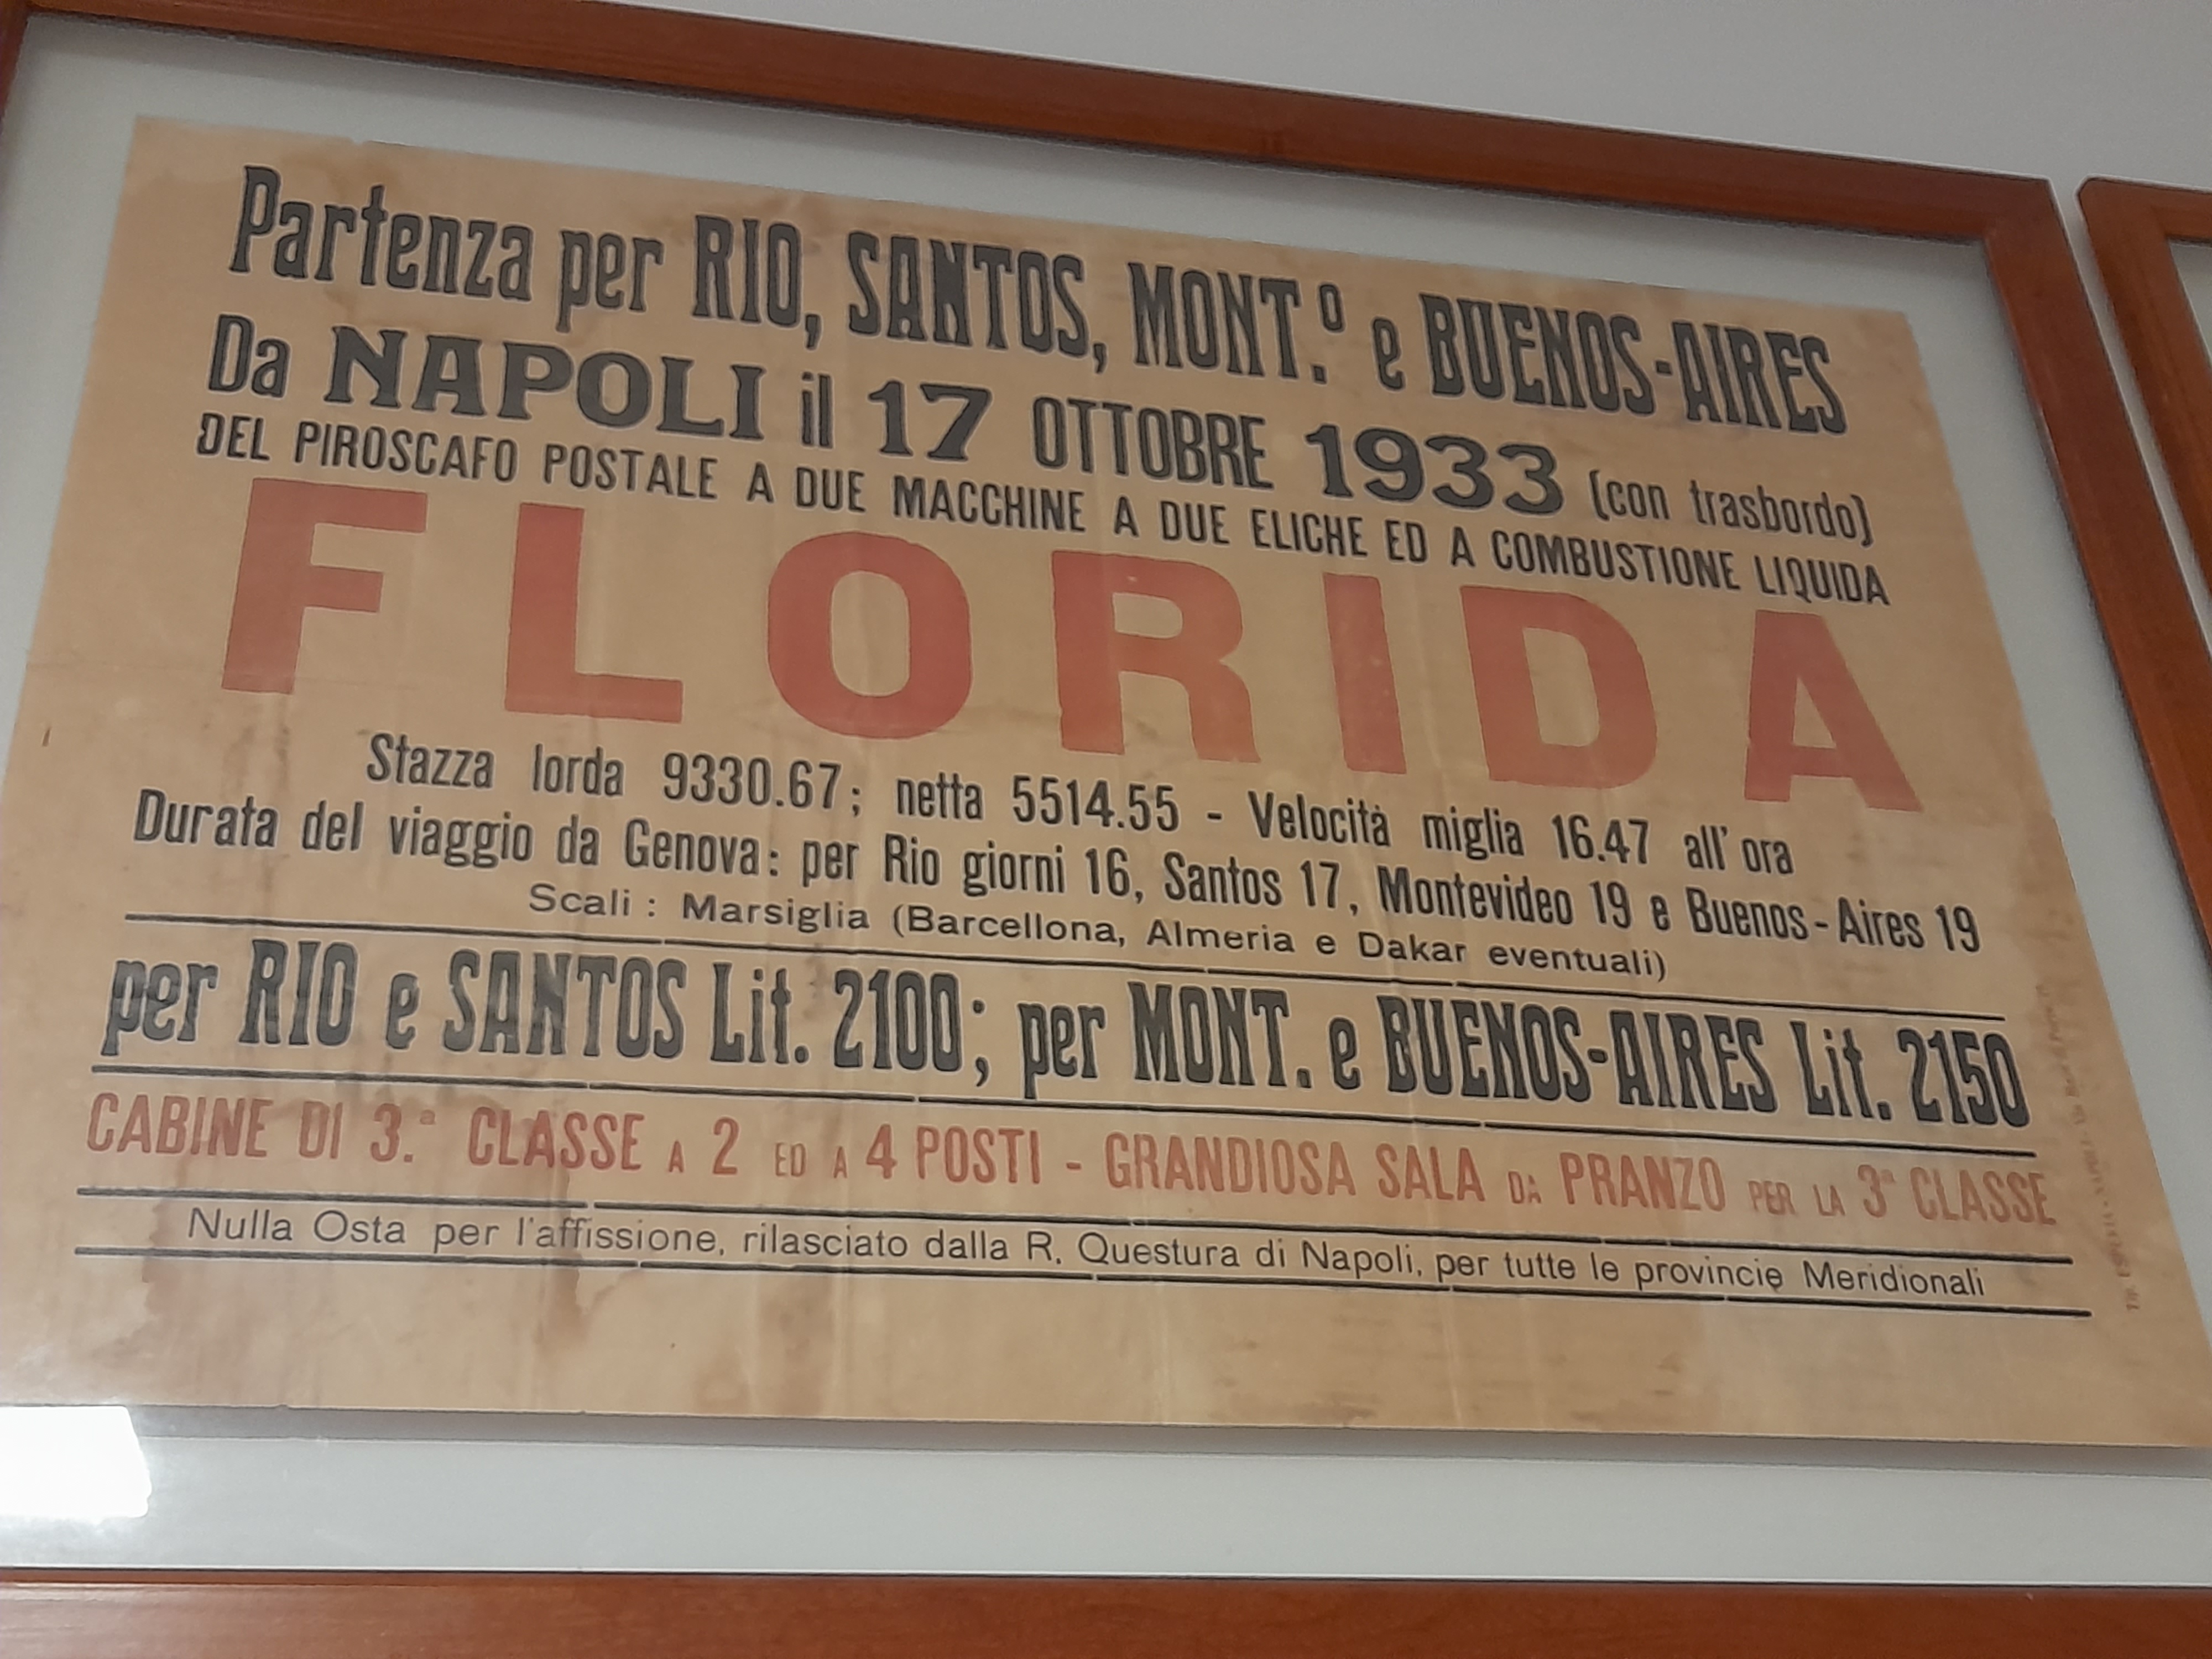 Partenza per RIO, SANTOS, MONT.º e BUENOS-AIRES
Da NAPOLI il 17 OTTOBRE 1933 (con trasbordo)
DEL PIROSCAFO POSTALE A DUE MACCHINE A DUE ELICHE ED A COMBUSTIONE LIQUIDA
FLORIDA
Stazza lorda 9330.67; netta 5514.55 - Velocità miglia 16.47 all'ora
Durata del viaggio da Genova: per Rio giorni 16, Santos 17, Montevideo 19 e Buenos-Aires 19
Scali: Marsiglia (Barcellona, Almeria e Dakar eventuali)
per RIO e SANTOS Lit. 2100; per MONT. e BUENOS-AIRES Lit. 2150
CABINE DI 3.ª CLASSE A 2 ED A 4 POSTI - GRANDIOSA SALA DA PRANZO PER LA 3ª CLASSE
Nulla Osta per l'affissione, rilasciato dalla R. Questura di Napoli, per tutte le provincie Meridionali